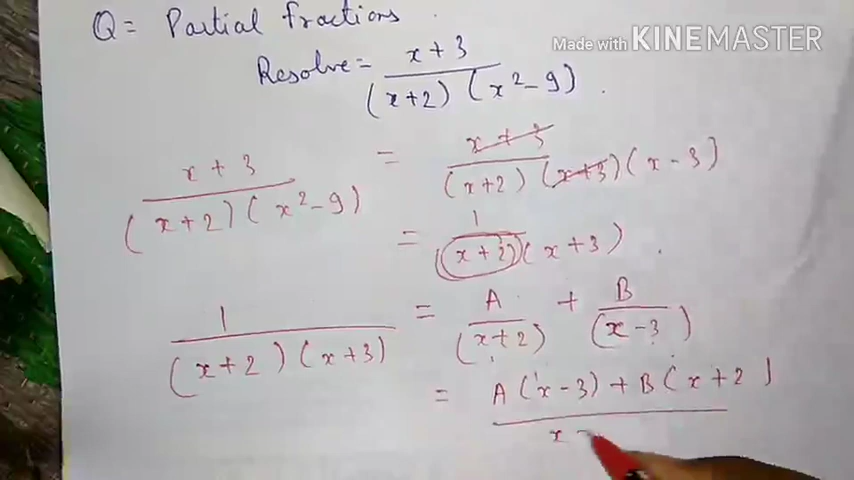 Made with KINEMASTER
Q= Partial fractions
Resolve= x+3 / (x+2) (x²-9)
x+3 / (x+2) (x²-9) = x+3 / (x+2) (x+3) (x-3)
= 1 / (x+2) (x+3)
1 / (x+2) (x+3) = A / (x+2) + B / (x-3)
= A (x-3) + B (x+2) / x -